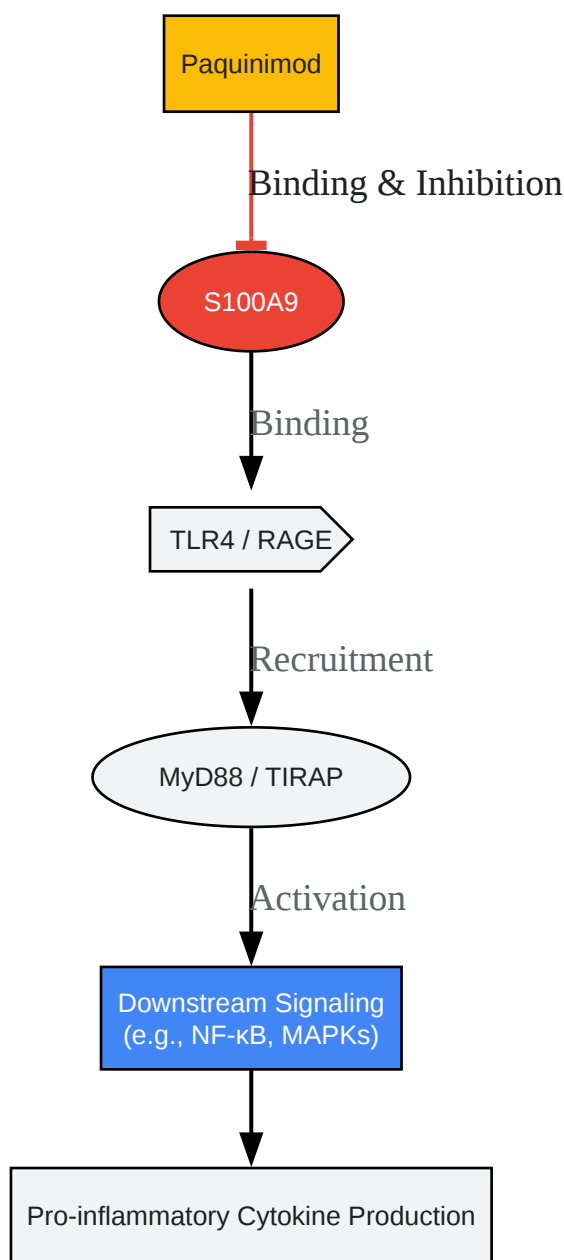 Paquinimod
Binding & Inhibition
S100A9
Binding
TLR4 / RAGE
Recruitment
MyD88 / TIRAP
Activation
Downstream Signaling
(e.g., NF-κB, MAPKs)
Pro-inflammatory Cytokine Production